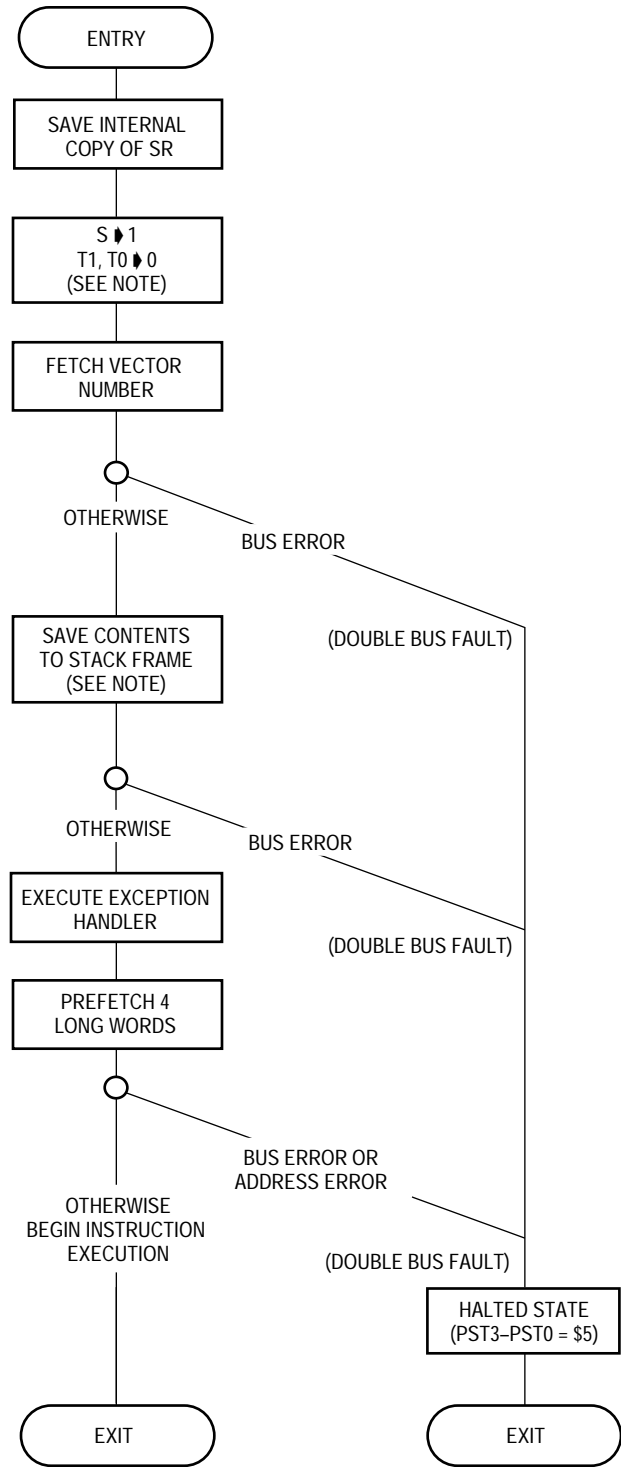 ENTRY
SAVE INTERNAL
COPY OF SR
S ➧ 1
T1, T0 ➧ 0
(SEE NOTE)
FETCH VECTOR
NUMBER
OTHERWISE
BUS ERROR
SAVE CONTENTS
TO STACK FRAME
(SEE NOTE)
(DOUBLE BUS FAULT)
OTHERWISE
BUS ERROR
EXECUTE EXCEPTION
HANDLER
(DOUBLE BUS FAULT)
PREFETCH 4
LONG WORDS
BUS ERROR OR
ADDRESS ERROR
OTHERWISE
BEGIN INSTRUCTION
EXECUTION
(DOUBLE BUS FAULT)
HALTED STATE
(PST3–PST0 = $5)
EXIT
EXIT